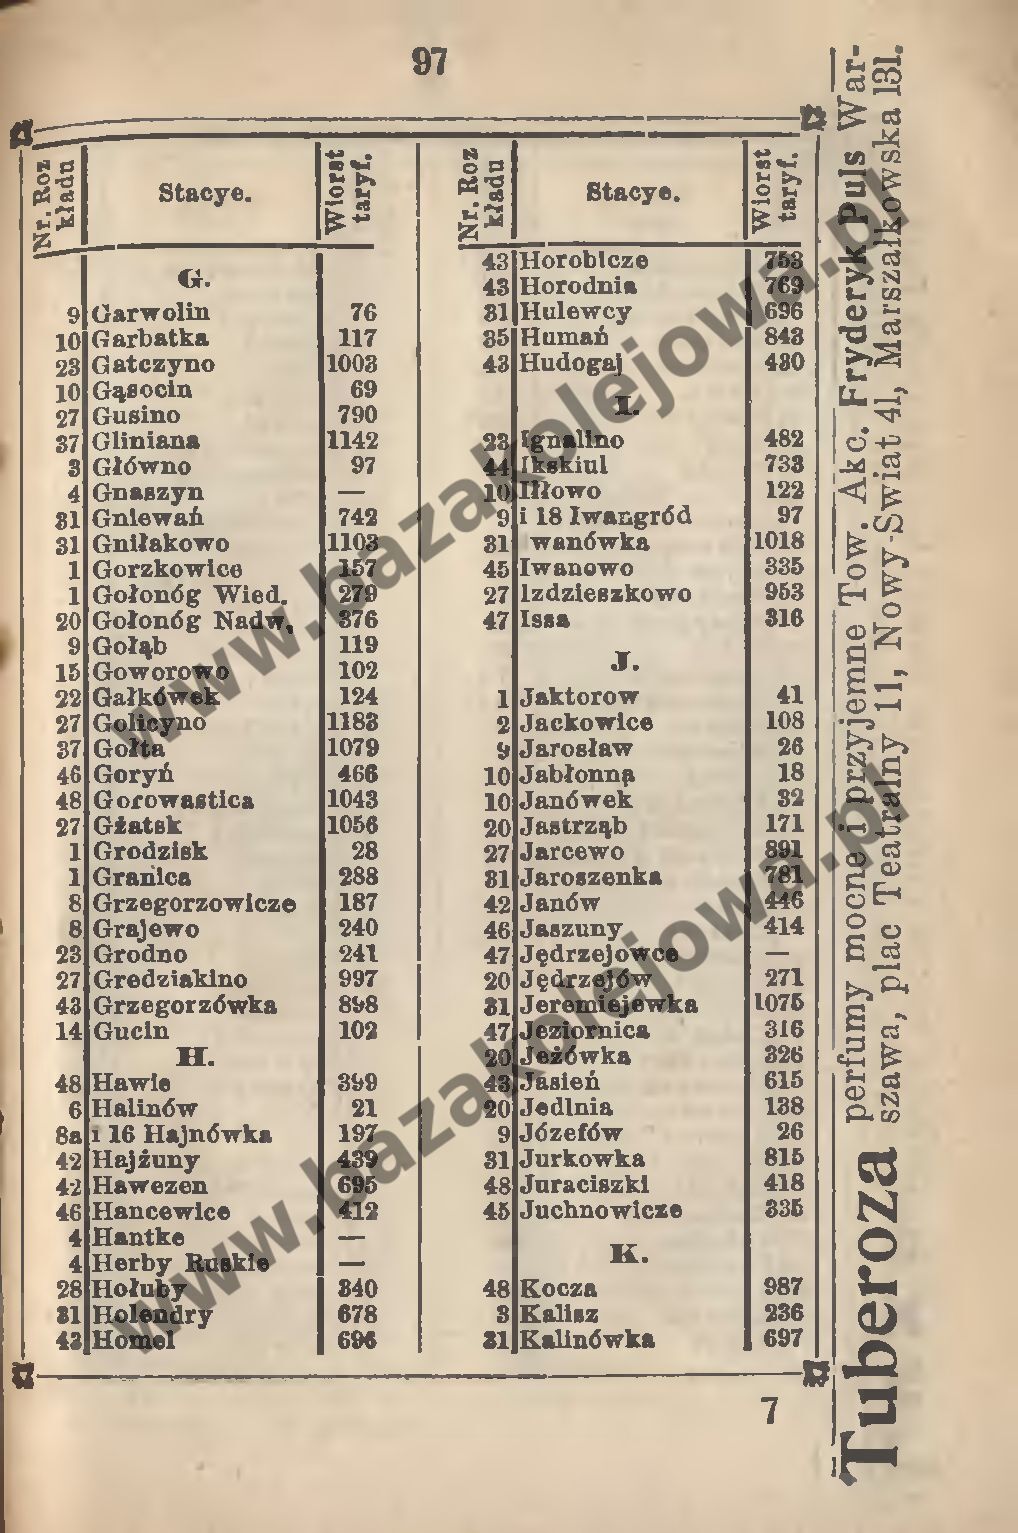 97
Nr. Roz
kładu
Stacye.
Wiorst
taryf.
G.
9 Garwolin 76
10 Garbatka 117
23 Gatczyno 1003
10 Gąsocin 69
27 Gusino 790
37 Gliniana 1142
3 Główno 97
4 Gnaszyn —
31 Gniewań 742
31 Gniłakowo 1103
1 Gorzkowice 157
1 Gołonóg Wied. 279
20 Gołonóg Nadw, 376
9 Gołąb 119
15 Goworowo 102
22 Gałkówek 124
27 Golicyno 1183
37 Gołta 1079
46 Goryń 466
48 Gorowastica 1043
27 Gżatsk 1056
1 Grodzisk 28
1 Granica 288
8 Grzegorzowicze 187
8 Grajewo 240
23 Grodno 241
27 Gredziakino 997
43 Grzegorzówka 898
14 Gucin 102
H.
48 Hawie 399
6 Halinów 21
8a i 16 Hajnówka 197
42 Hajżuny 439
42 Hawezen 695
46 Hancewice 412
4 Hantke —
4 Herby Ruskie —
28 Hołuby 340
31 Holendry 678
43 Homel 696
Nr. Roz
kładu
Stacye.
Wiorst
taryf.
43 Horobicze 753
43 Horodnia 769
31 Hulewcy 696
35 Humań 843
43 Hudogaj 430
I.
23 Ignalino 482
44 Ikskiul 733
10 Iłłowo 122
9 i 18 Iwangród 97
31 Iwanówka 1018
45 Iwanowo 335
27 Izdzieszkowo 953
47 Issa 316
J.
1 Jaktorow 41
2 Jackowice 108
9 Jarosław 26
10 Jabłonną 18
10 Janówek 32
20 Jastrząb 171
27 Jarcewo 891
31 Jaroszenka 781
42 Janów 446
46 Jaszuny 414
47 Jędrzejowce —
20 Jędrzejów 271
31 Jeremiejewka 1075
47 Jeziornica 316
20 Jeżówka 326
43 Jasień 615
20 Jedlnia 138
9 Józefów 26
31 Jurkowka 815
48 Juraciszki 418
45 Juchnowicze 335
K.
48 Kocza 987
3 Kalisz 236
31 Kalinówka 697
7
Tuberoza perfumy mocne i przyjemne Tow. Akc. Fryderyk Puls War-
szawa, plac Teatralny 11, Nowy-Swiat 41, Marszałkowska 131.
www.bazakolejowa.pl
www.bazakolejowa.pl